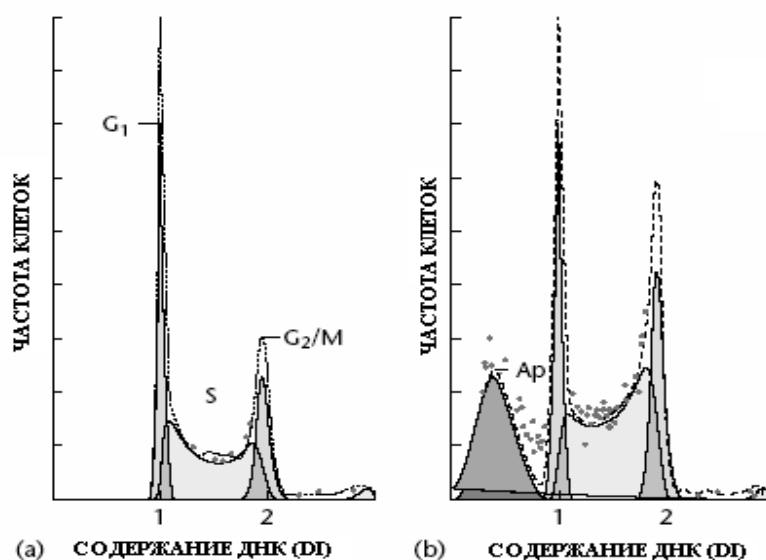 ЧАСТОТА КЛЕТОК
G₁
S
G₂/M
1 2
(a) СОДЕРЖАНИЕ ДНК (DI)
ЧАСТОТА КЛЕТОК
Ap
1 2
(b) СОДЕРЖАНИЕ ДНК (DI)